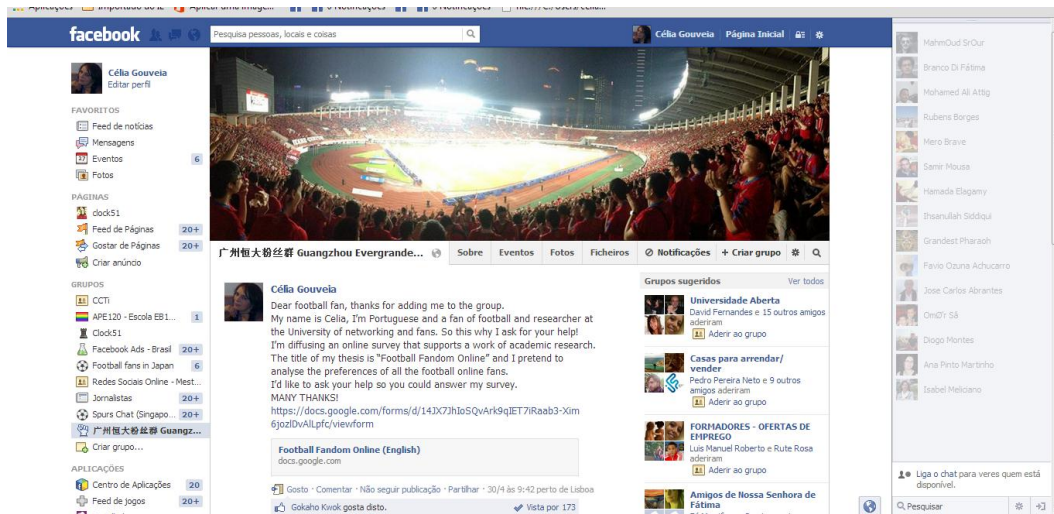 Aplicações
Importado do IE
Aplicar uma image...
0 Notificações
0 Notificações
facebook
Pesquisa pessoas, locais e coisas
Célia Gouveia
Página Inicial
Célia Gouveia
Editar perfil
FAVORITOS
Feed de notícias
Mensagens
Eventos 6
Fotos
PÁGINAS
clock51
Feed de Páginas 20+
Gostar de Páginas 20+
Criar anúncio
GRUPOS
CCTi
APE120 - Escola EB1... 1
Clock51
Facebook Ads - Brasil 20+
Football fans in Japan 6
Redes Sociais Online - Mest...
Jornalistas 20+
Spurs Chat (Singapo... 20+
广州恒大粉丝群 Guangz...
Criar grupo...
APLICAÇÕES
Centro de Aplicações 20
Feed de jogos 20+
广州恒大粉丝群 Guangzhou Evergrande...
Sobre
Eventos
Fotos
Ficheiros
Notificações
+ Criar grupo
Célia Gouveia
Dear football fan, thanks for adding me to the group.
My name is Celia, I'm Portuguese and a fan of football and researcher at
the University of networking and fans. So this why I ask for your help!
I'm diffusing an online survey that supports a work of academic research.
The title of my thesis is "Football Fandom Online" and I pretend to
analyse the preferences of all the football online fans.
I'd like to ask your help so you could answer my survey.
MANY THANKS!
https://docs.google.com/forms/d/14JX7JhIoSQvArk9qIET7iRaab3-Xim
6jozlDvAlLpfc/viewform
Football Fandom Online (English)
docs.google.com
Gosto · Comentar · Não seguir publicação · Partilhar · 30/4 às 9:42 perto de Lisboa
Gokaho Kwok gosta disto.
Vista por 173
Grupos sugeridos
Ver todos
Universidade Aberta
David Fernandes e 15 outros amigos
aderiram
Aderir ao grupo
Casas para arrendar/
vender
Pedro Pereira Neto e 9 outros
amigos aderiram
Aderir ao grupo
FORMADORES - OFERTAS DE
EMPREGO
Luis Manuel Roberto e Rute Rosa
aderiram
Aderir ao grupo
Amigos de Nossa Senhora de
Fátima
MahmOud SrOur
Branco Di Fátima
Mohamed Ali Attig
Rubens Borges
Mero Brave
Samir Mousa
Hamada Elagamy
Ihsanullah Siddiqui
Grandest Pharaoh
Favio Ozuna Achucarro
Jose Carlos Abrantes
OmØ'r Så
Diogo Montes
Ana Pinto Martinho
Isabel Meliciano
Liga o chat para veres quem está
disponível.
Pesquisar